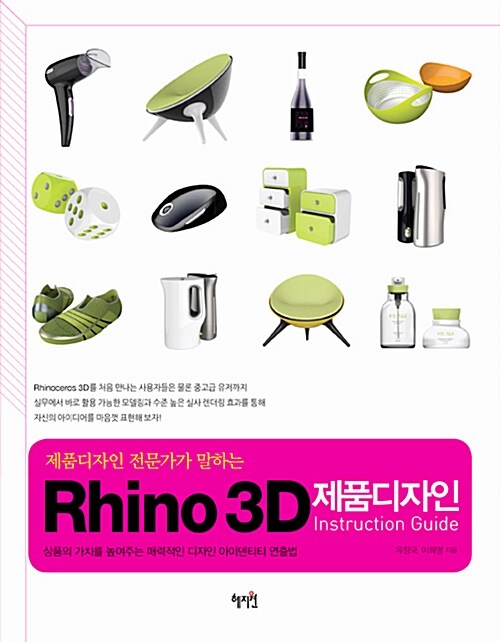 Rhinoceros 3D를 처음 만나는 사용자들은 물론 중고급 유저까지
실무에서 바로 활용 가능한 모델링과 수준 높은 실사 렌더링 효과를 통해
자신의 아이디어를 마음껏 표현해 보자!
제품디자인 전문가가 말하는
Rhino 3D 제품디자인
Instruction Guide
상품의 가치를 높여주는 매력적인 디자인 아이덴티티 연출법
지음
혜지원